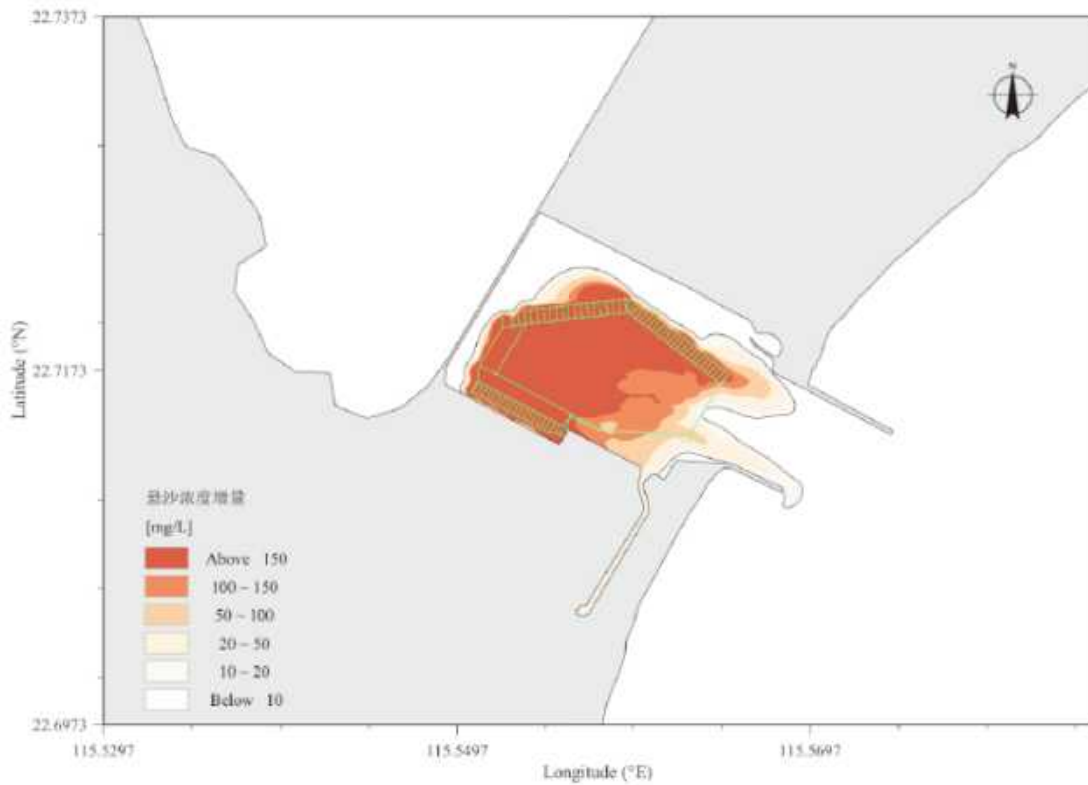 22.7373
N
22.7173
Latitude (°N)
悬沙浓度增量
[mg/L]
Above 150
100 ~ 150
50 ~ 100
20 ~ 50
10 ~ 20
Below 10
22.6973
115.5297
115.5497
115.5697
Longitude (°E)